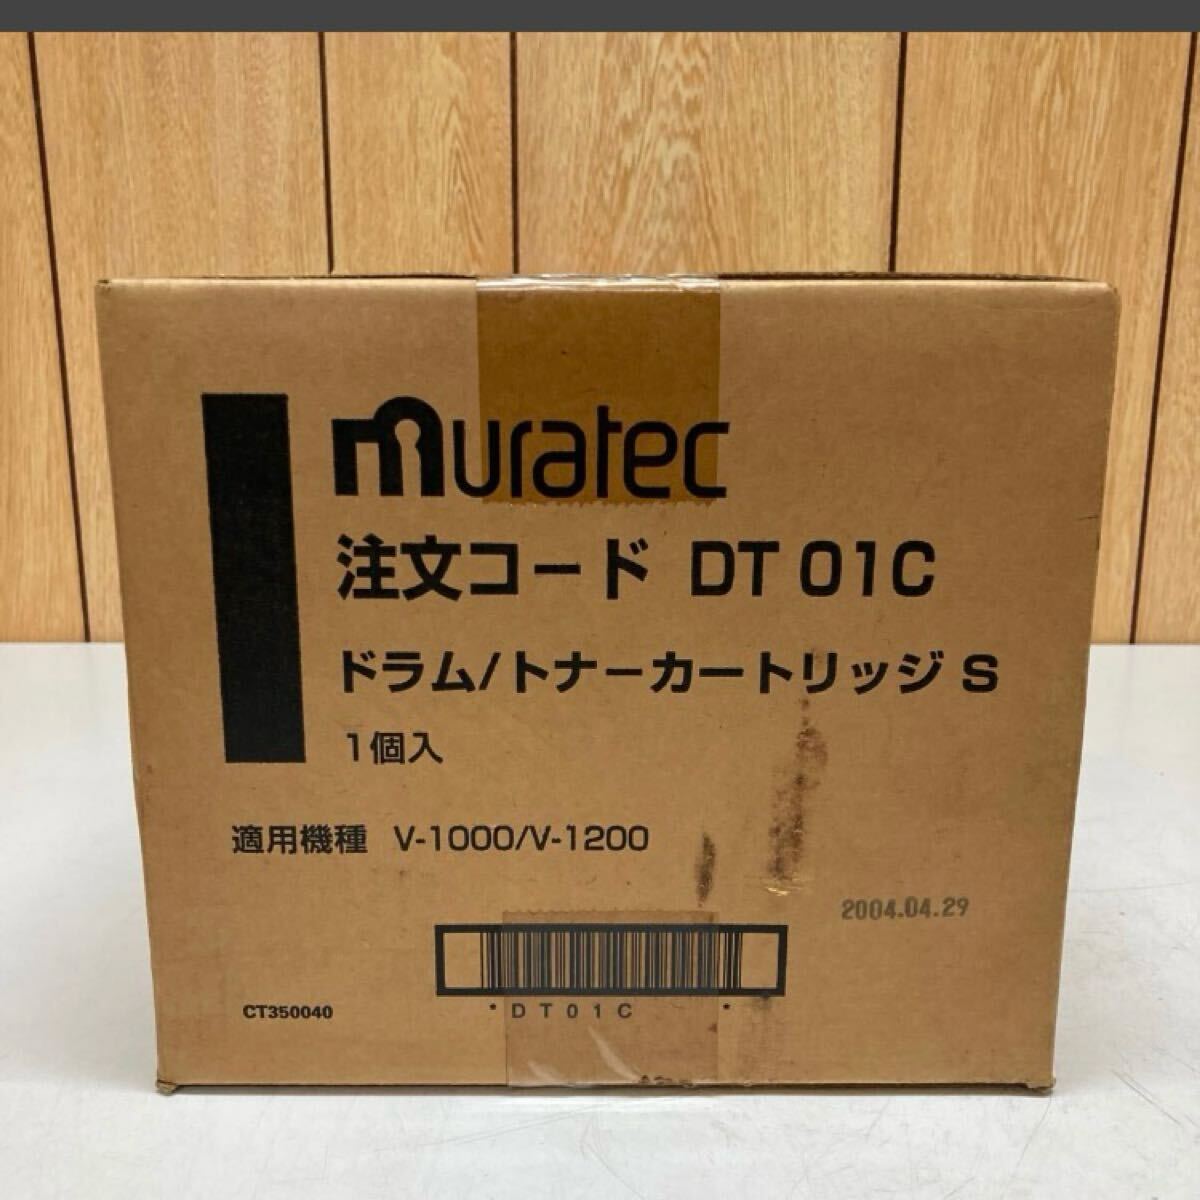 muratec
注文コード DT 01C
ドラム/トナーカートリッジ S
1個入
適用機種 V-1000/V-1200
2004.04.29
CT350040
*DT01C *